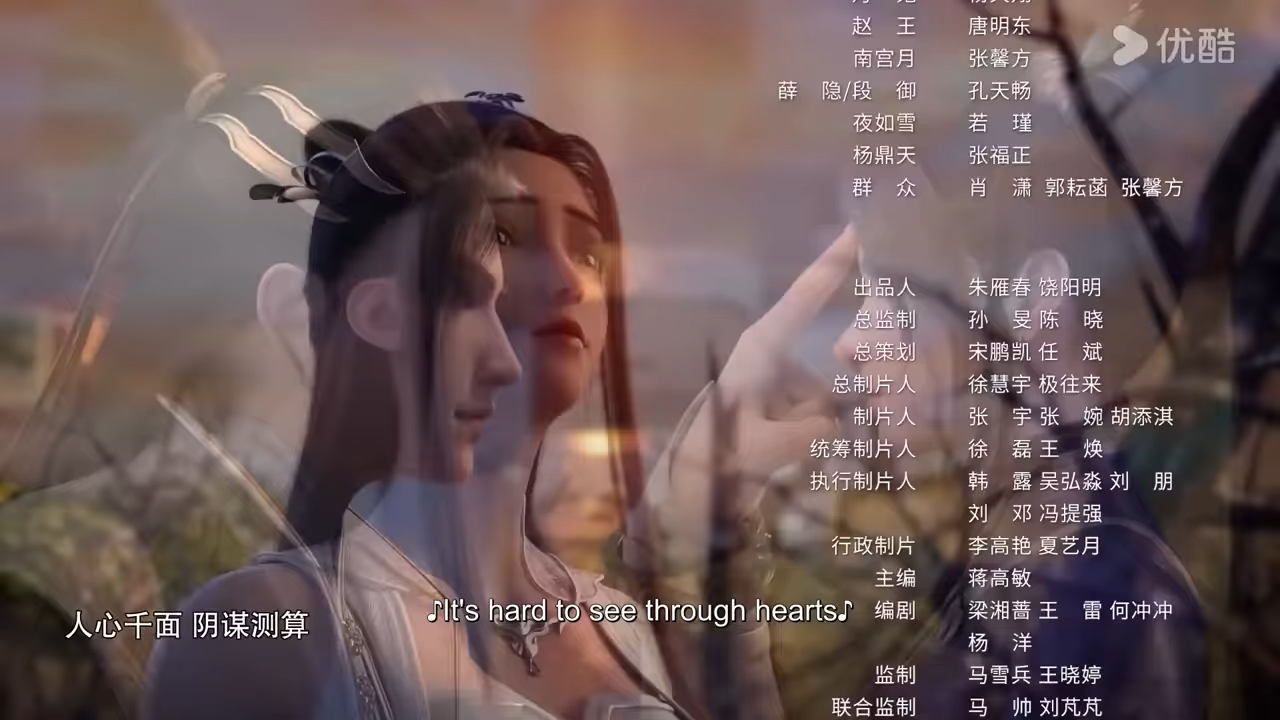 赵 王 唐明东
优酷
南宫月 张馨方
薛 隐/段 御 孔天畅
夜如雪 若 瑾
杨鼎天 张福正
群 众 肖 潇 郭耘菡 张馨方
出品人 朱雁春 饶阳明
总监制 孙 旻 陈 晓
总策划 宋鹏凯 任 斌
总制片人 徐慧宇 极往来
制片人 张 宇 张 婉 胡添淇
统筹制片人 徐 磊 王 焕
执行制片人 韩 露 吴弘淼 刘 朋
刘 邓 冯提强
行政制片 李高艳 夏艺月
主编 蒋高敏
编剧 梁湘蔷 王 雷 何冲冲
杨 洋
人心千面 阴谋测算
♪It's hard to see through hearts♪
监制 马雪兵 王晓婷
联合监制 马 帅 刘芃芃